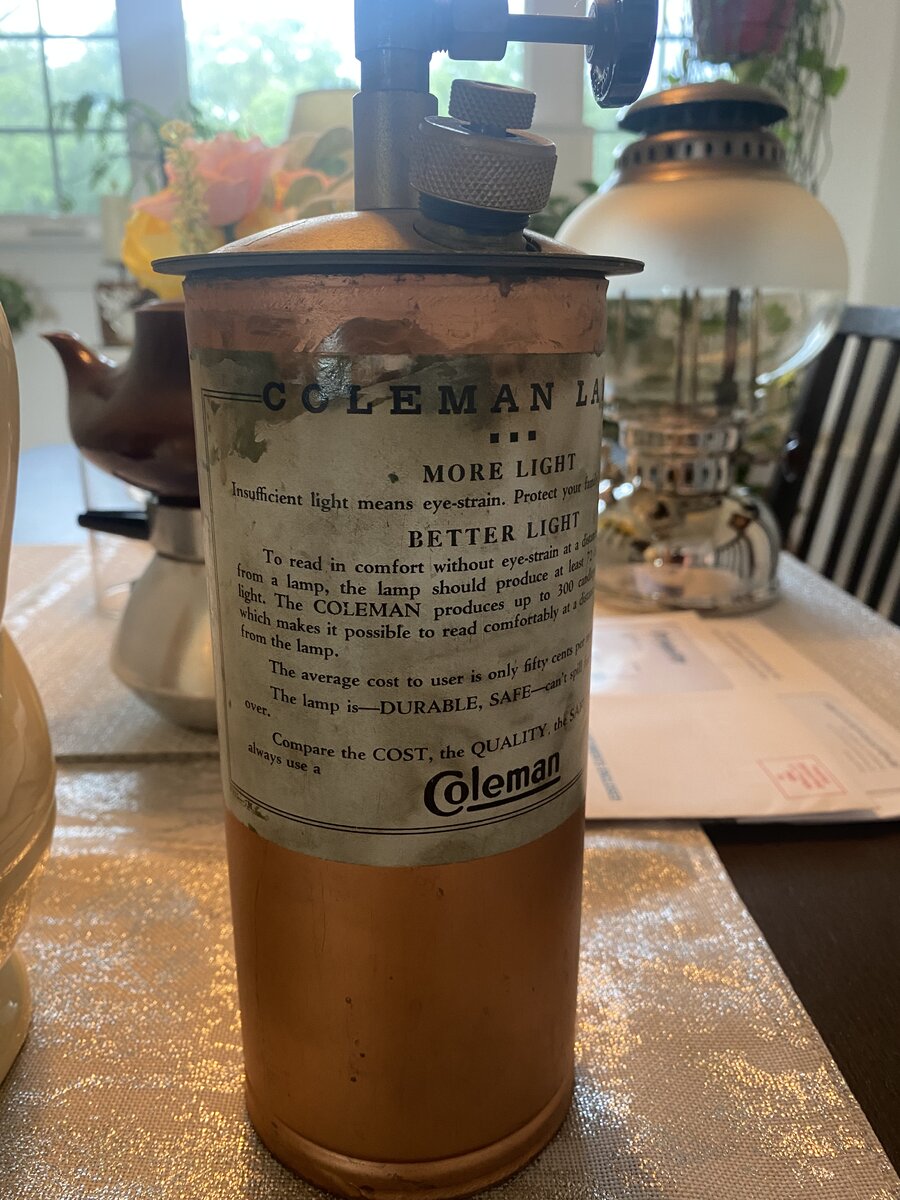 COLEMAN LA
MORE LIGHT
Insufficient light means eye-strain. Protect your
BETTER LIGHT
To read in comfort without eye-strain at a
from a lamp, the lamp should produce at least
light. The COLEMAN produces up to 300
which makes it possible to read comfortably at a
from the lamp.
The average cost to user is only fifty cents per
The lamp is—DURABLE, SAFE—can't spill
over.
Compare the COST, the QUALITY, the
always use a
Coleman